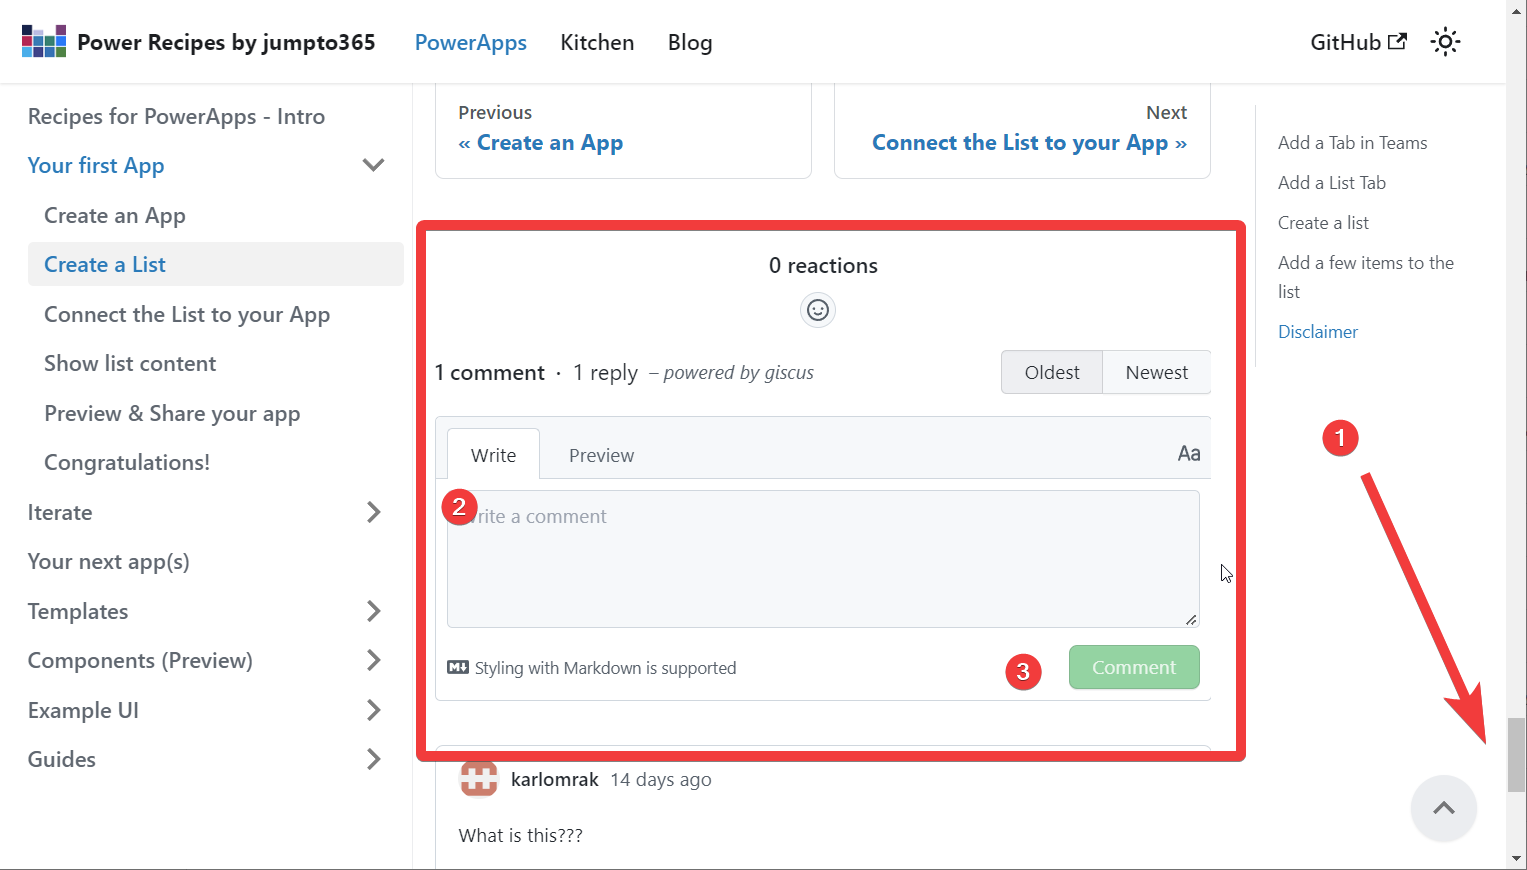 Power Recipes by jumpto365
PowerApps
Kitchen
Blog
GitHub
Recipes for PowerApps - Intro
Your first App
Create an App
Create a List
Connect the List to your App
Show list content
Preview & Share your app
Congratulations!
Iterate
Your next app(s)
Templates
Components (Preview)
Example UI
Guides
Previous
« Create an App
Next
Connect the List to your App »
0 reactions
1 comment · 1 reply – powered by giscus
Oldest
Newest
Write
Preview
Aa
2
rite a comment
Styling with Markdown is supported
3
Comment
karlomrak 14 days ago
What is this???
Add a Tab in Teams
Add a List Tab
Create a list
Add a few items to the
list
Disclaimer
1